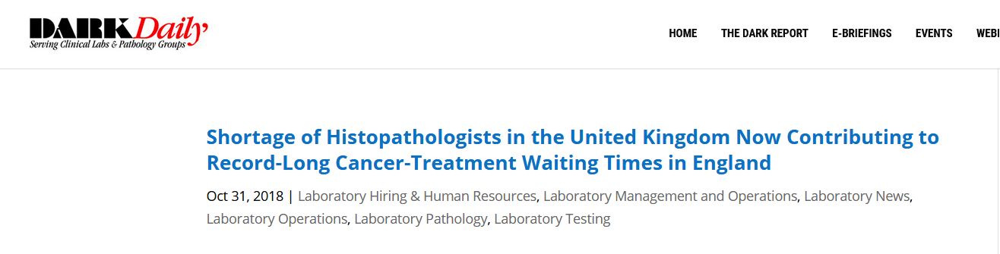 DARK Daily
Serving Clinical Labs & Pathology Groups
HOME THE DARK REPORT E-BRIEFINGS EVENTS
Shortage of Histopathologists in the United Kingdom Now Contributing to
Record-Long Cancer-Treatment Waiting Times in England
Oct 31, 2018 | Laboratory Hiring & Human Resources, Laboratory Management and Operations, Laboratory News,
Laboratory Operations, Laboratory Pathology, Laboratory Testing